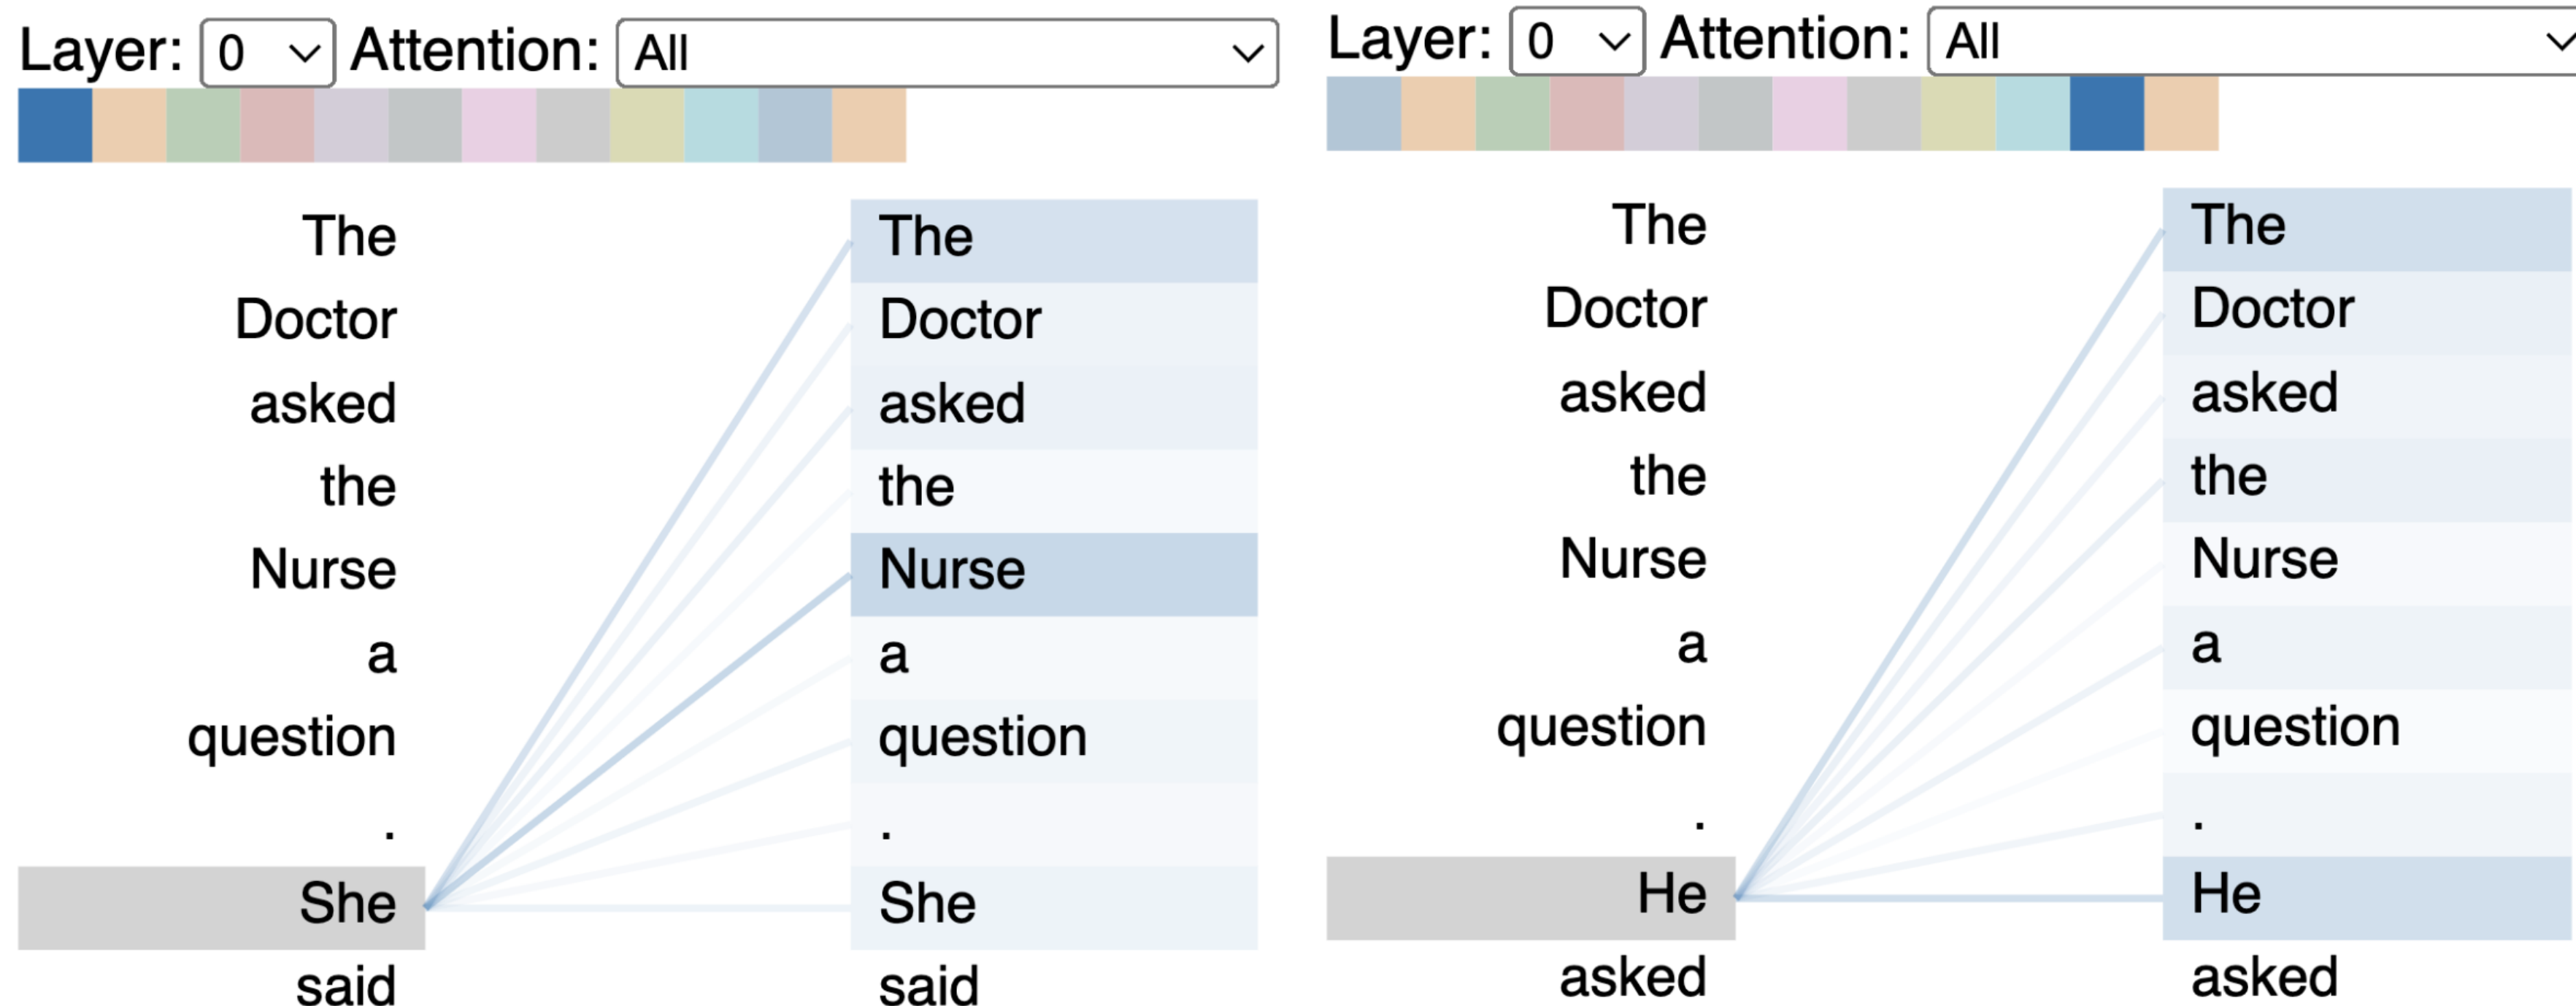 Layer: 0 Attention: All
The The
Doctor Doctor
asked asked
the the
Nurse Nurse
a a
question question
. .
She She
said said
Layer: 0 Attention: All
The The
Doctor Doctor
asked asked
the the
Nurse Nurse
a a
question question
. .
He He
asked asked